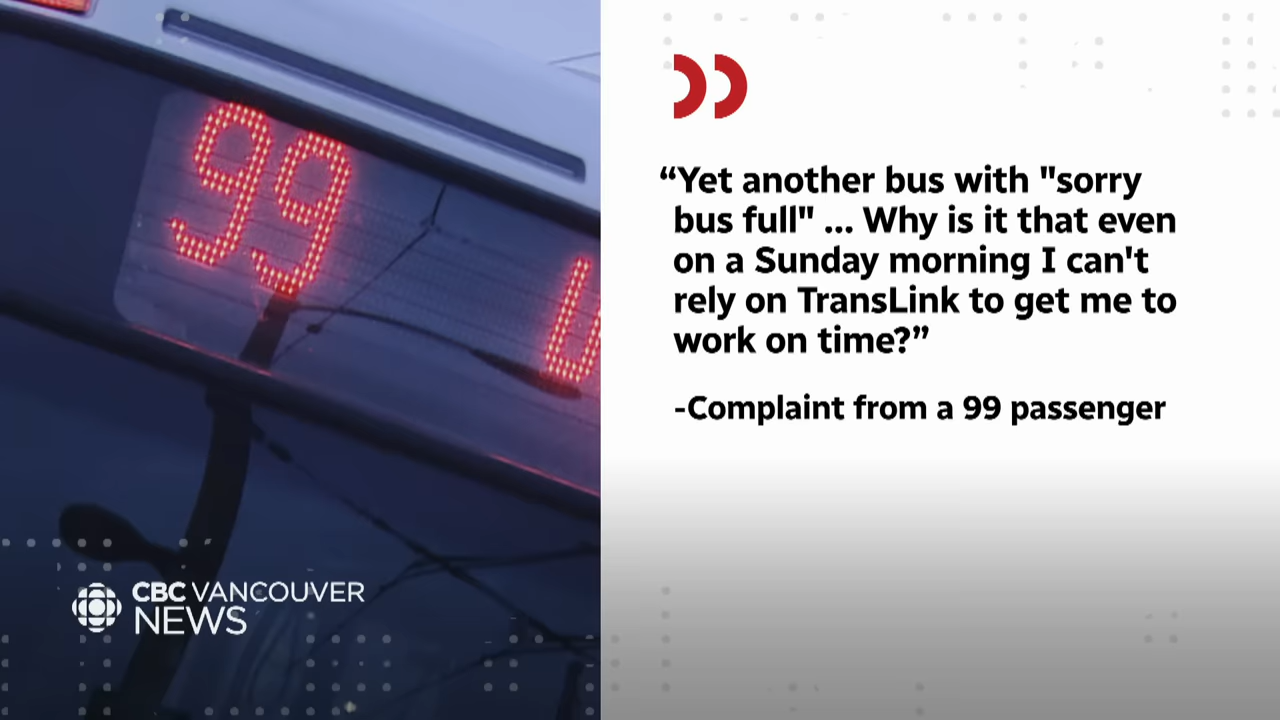 99
CBC VANCOUVER
NEWS
“Yet another bus with "sorry
bus full" ... Why is it that even
on a Sunday morning I can't
rely on TransLink to get me to
work on time?”
-Complaint from a 99 passenger